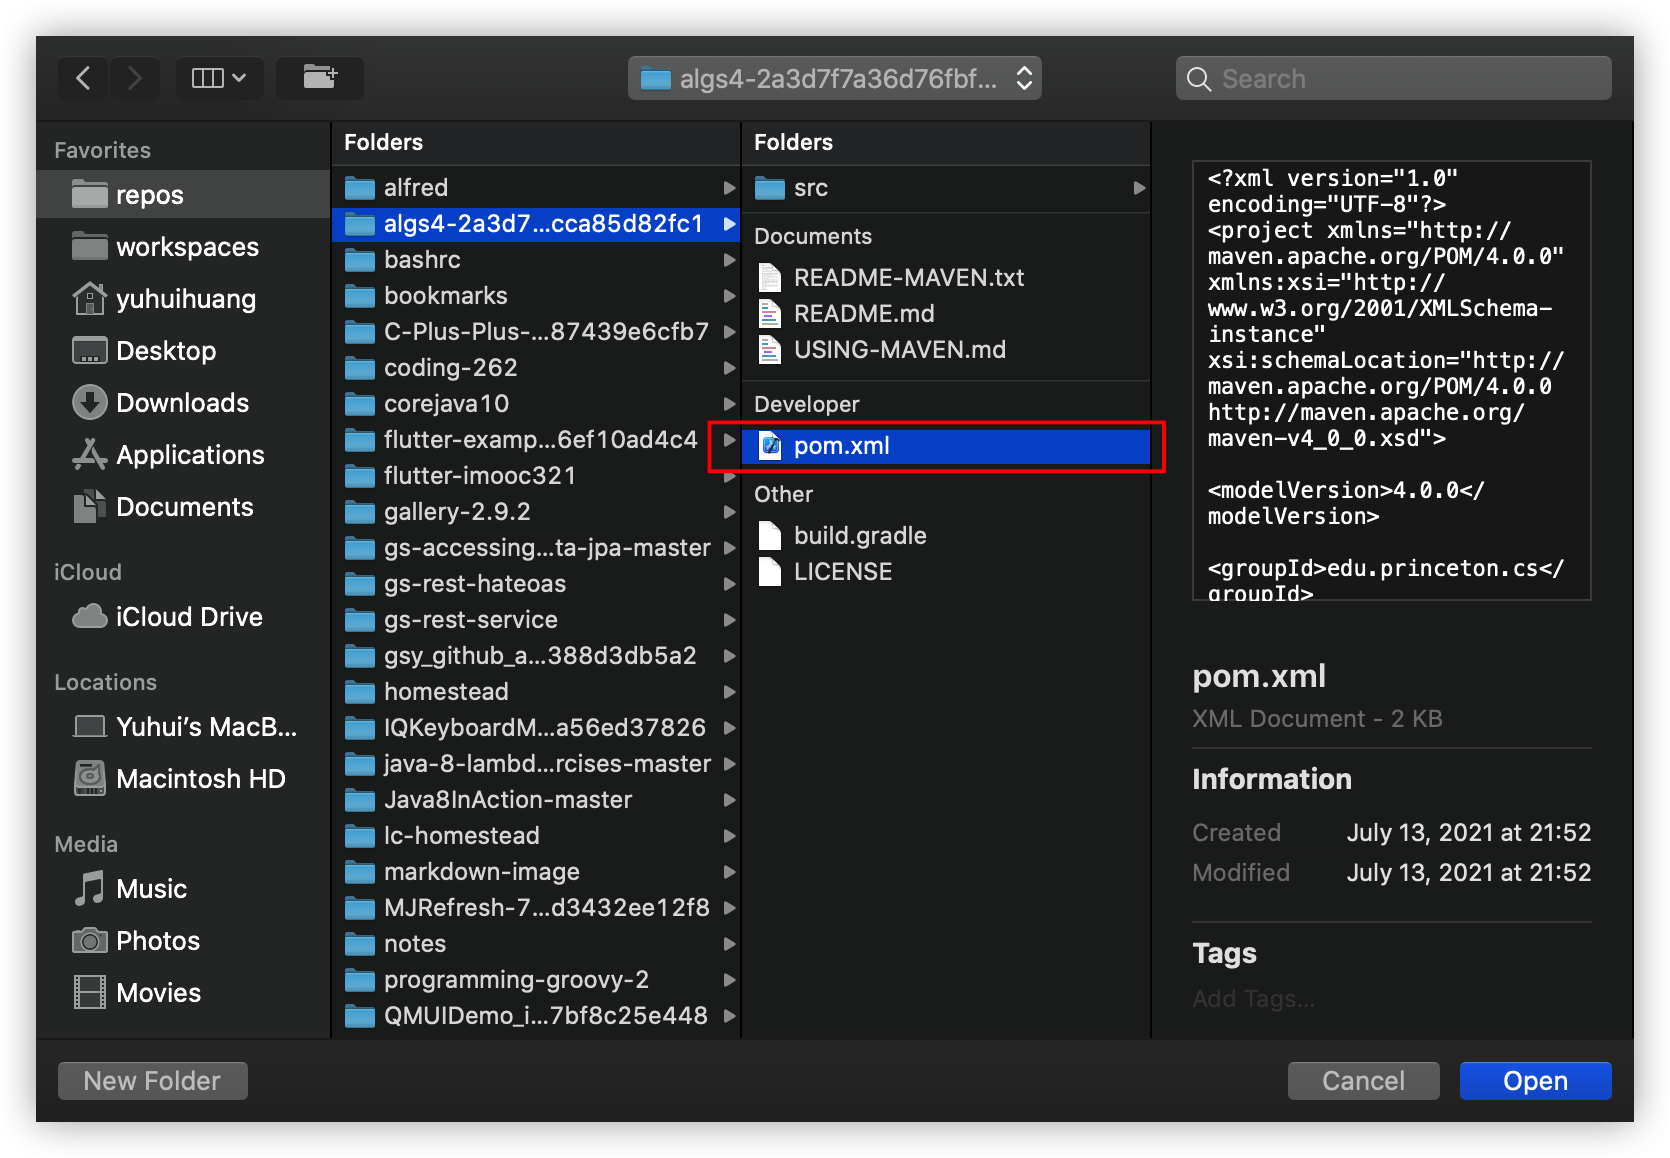 algs4-2a3d7f7a36d76fbf...
Search
Favorites
repos
workspaces
yuhuihuang
Desktop
Downloads
Applications
Documents
iCloud
iCloud Drive
Locations
Yuhui’s MacB...
Macintosh HD
Media
Music
Photos
Movies
Folders
alfred
algs4-2a3d7...cca85d82fc1
bashrc
bookmarks
C-Plus-Plus-...87439e6cfb7
coding-262
corejava10
flutter-examp...6ef10ad4c4
flutter-imooc321
gallery-2.9.2
gs-accessing...ta-jpa-master
gs-rest-hateoas
gs-rest-service
gsy_github_a...388d3db5a2
homestead
IQKeyboardM...a56ed37826
java-8-lambd...rcises-master
Java8InAction-master
lc-homestead
markdown-image
MJRefresh-7...d3432ee12f8
notes
programming-groovy-2
QMUIDemo_i...7bf8c25e448
Folders
src
Documents
README-MAVEN.txt
README.md
USING-MAVEN.md
Developer
pom.xml
Other
build.gradle
LICENSE
<?xml version="1.0"
encoding="UTF-8"?>
<project xmlns="http://
maven.apache.org/POM/4.0.0"
xmlns:xsi="http://
www.w3.org/2001/XMLSchema-
instance"
xsi:schemaLocation="http://
maven.apache.org/POM/4.0.0
http://maven.apache.org/
maven-v4_0_0.xsd">
<modelVersion>4.0.0</
modelVersion>
<groupId>edu.princeton.cs</
groupId>
pom.xml
XML Document - 2 KB
Information
Created July 13, 2021 at 21:52
Modified July 13, 2021 at 21:52
Tags
Add Tags...
New Folder
Cancel
Open